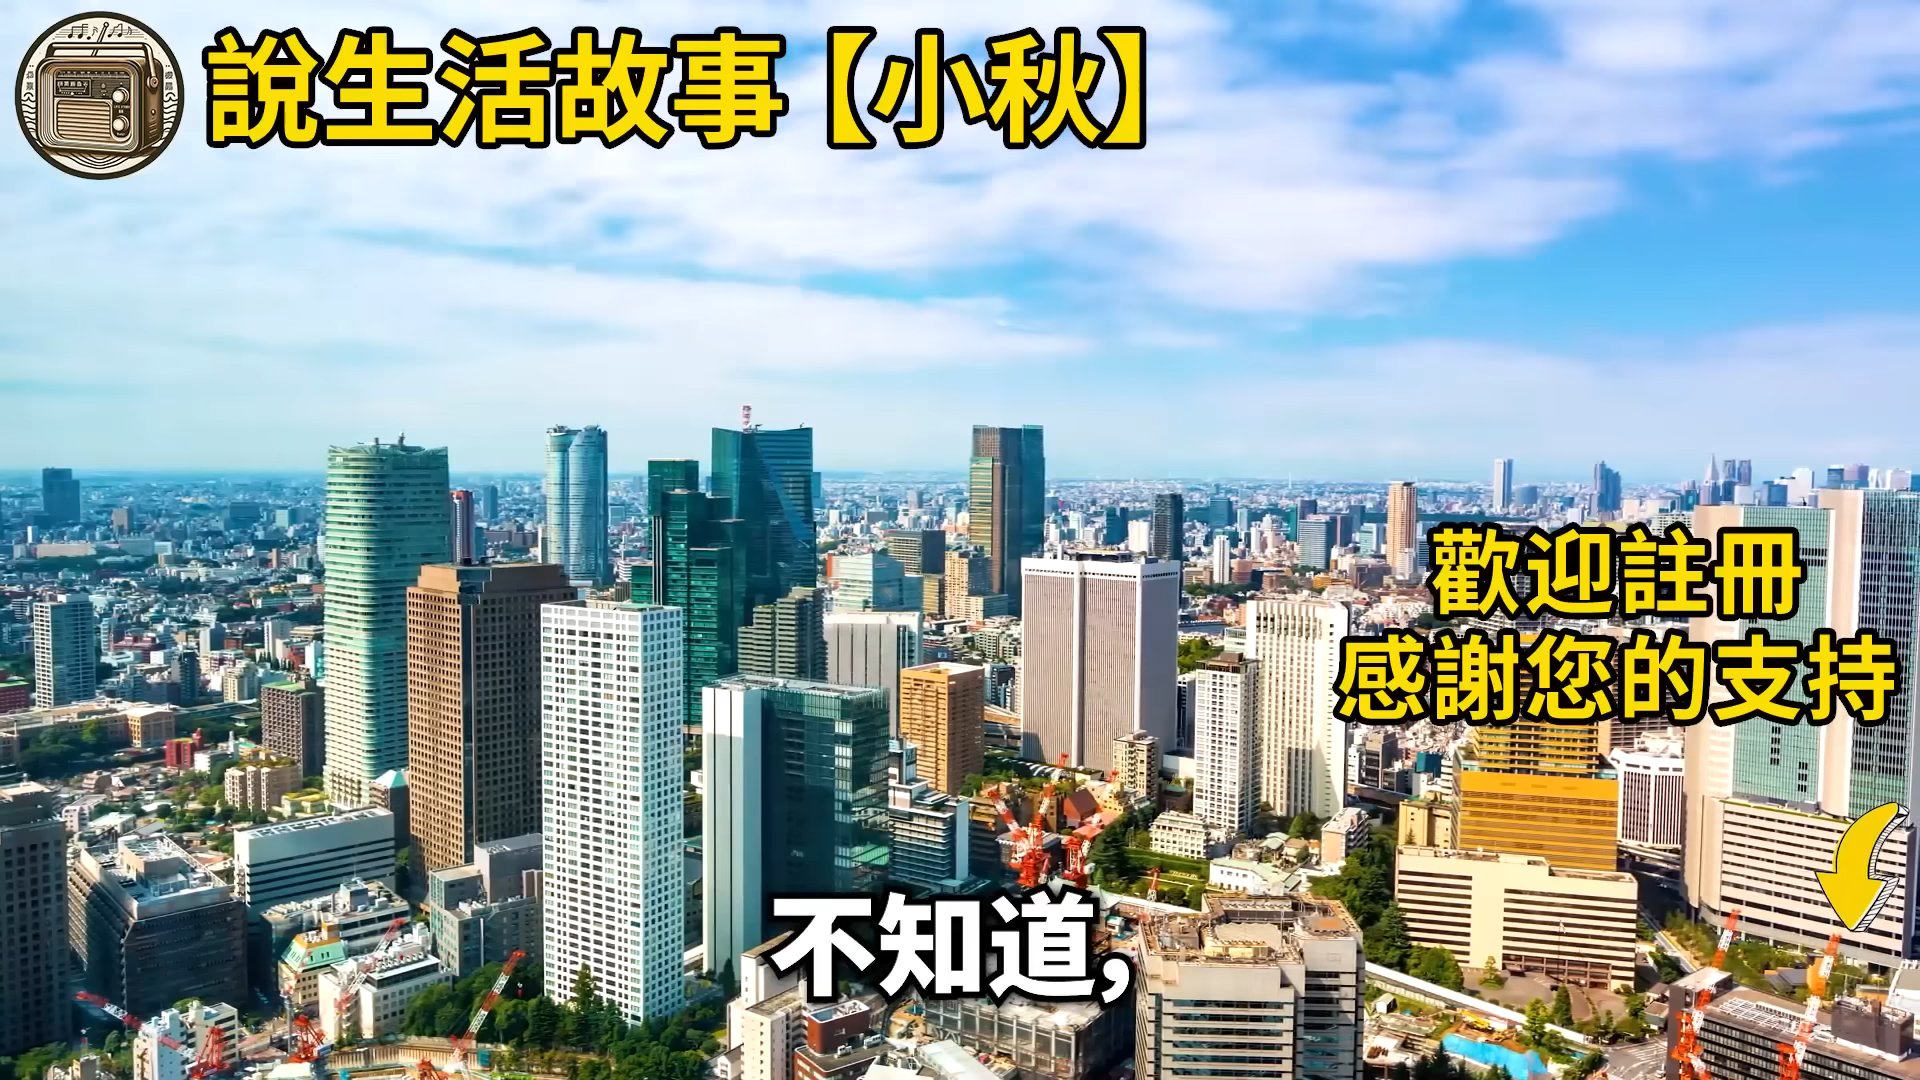 說生活故事【小秋】
歡迎註冊
感謝您的支持
不知道,